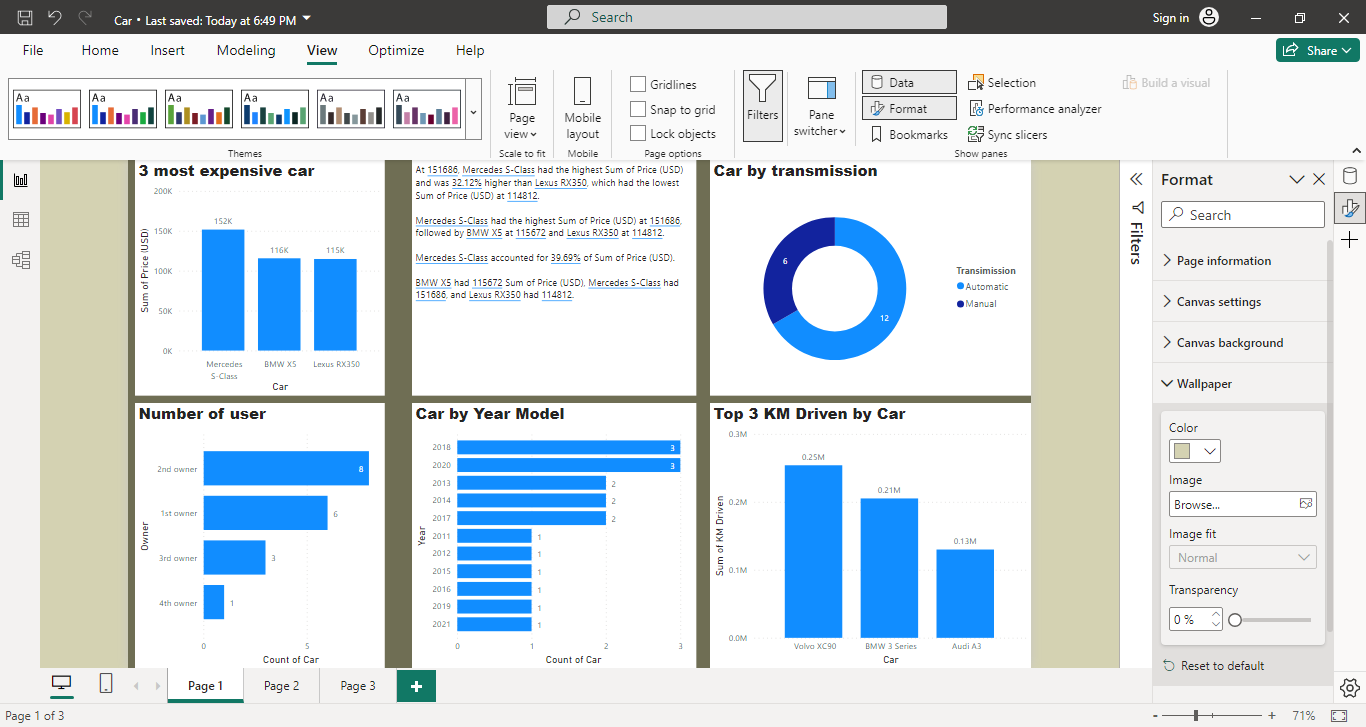 Car • Last saved: Today at 6:49 PM
Search
Sign in
File Home Insert Modeling View Optimize Help
Share
Aa Aa Aa Aa Aa Aa
Themes
Page view
Scale to fit
Mobile layout
Mobile
Gridlines
Snap to grid
Lock objects
Page options
Filters
Pane switcher
Data
Format
Bookmarks
Selection
Performance analyzer
Sync slicers
Show panes
Build a visual
3 most expensive car
200K
150K
100K
50K
0K
Sum of Price (USD)
152K
116K
115K
Mercedes S-Class
BMW X5
Lexus RX350
Car
At 151686, Mercedes S-Class had the highest Sum of Price (USD)
and was 32.12% higher than Lexus RX350, which had the lowest
Sum of Price (USD) at 114812.
Mercedes S-Class had the highest Sum of Price (USD) at 151686,
followed by BMW X5 at 115672 and Lexus RX350 at 114812.
Mercedes S-Class accounted for 39.69% of Sum of Price (USD).
BMW X5 had 115672 Sum of Price (USD), Mercedes S-Class had
151686, and Lexus RX350 had 114812.
Car by transmission
6
12
Transimission
Automatic
Manual
Number of user
Owner
2nd owner 8
1st owner 6
3rd owner 3
4th owner 1
0 5
Count of Car
Car by Year Model
Year
2018 3
2020 3
2013 2
2014 2
2017 2
2011 1
2012 1
2015 1
2016 1
2019 1
2021 1
0 1 2 3
Count of Car
Top 3 KM Driven by Car
0.3M
0.2M
0.1M
0.0M
Sum of KM Driven
0.25M
0.21M
0.13M
Volvo XC90
BMW 3 Series
Audi A3
Car
Filters
Format
Search
Page information
Canvas settings
Canvas background
Wallpaper
Color
Image
Browse...
Image fit
Normal
Transparency
0 %
Reset to default
Page 1 Page 2 Page 3
Page 1 of 3
- + 71%